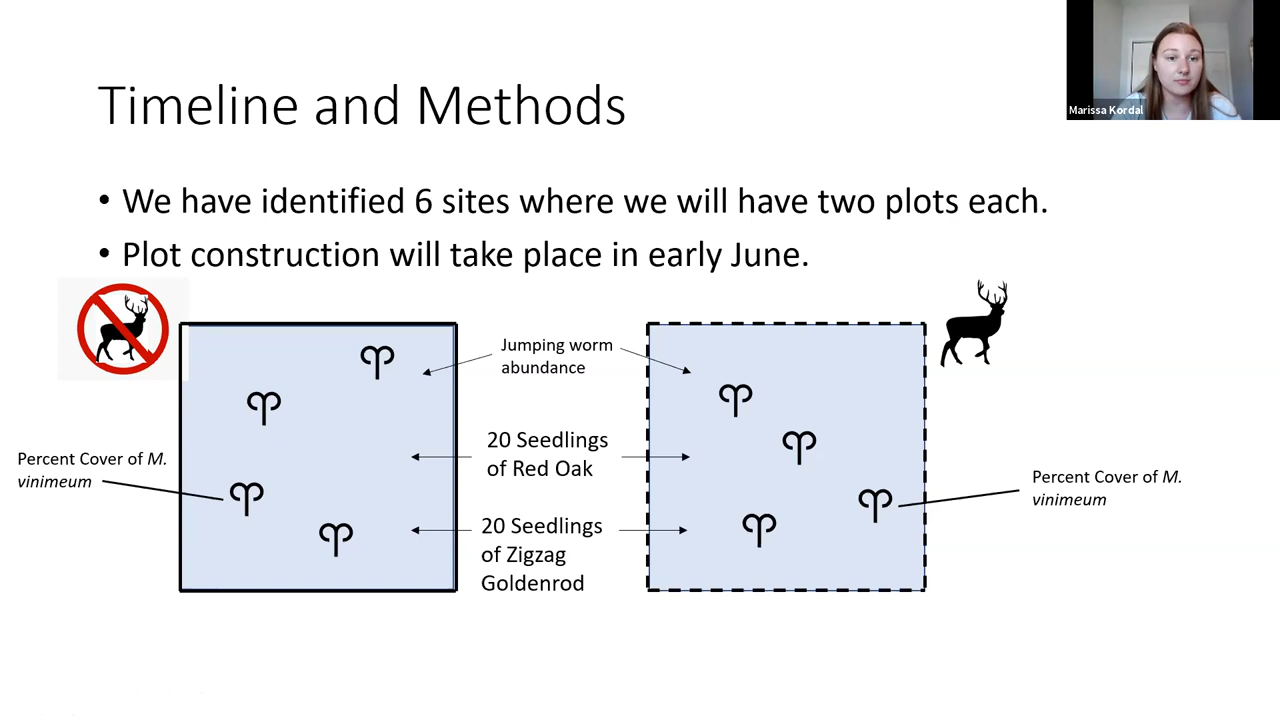 Marissa Kordal
Timeline and Methods
• We have identified 6 sites where we will have two plots each.
• Plot construction will take place in early June.
Jumping worm
abundance
20 Seedlings
of Red Oak
Percent Cover of M.
vinimeum
Percent Cover of M.
vinimeum
20 Seedlings
of Zigzag
Goldenrod